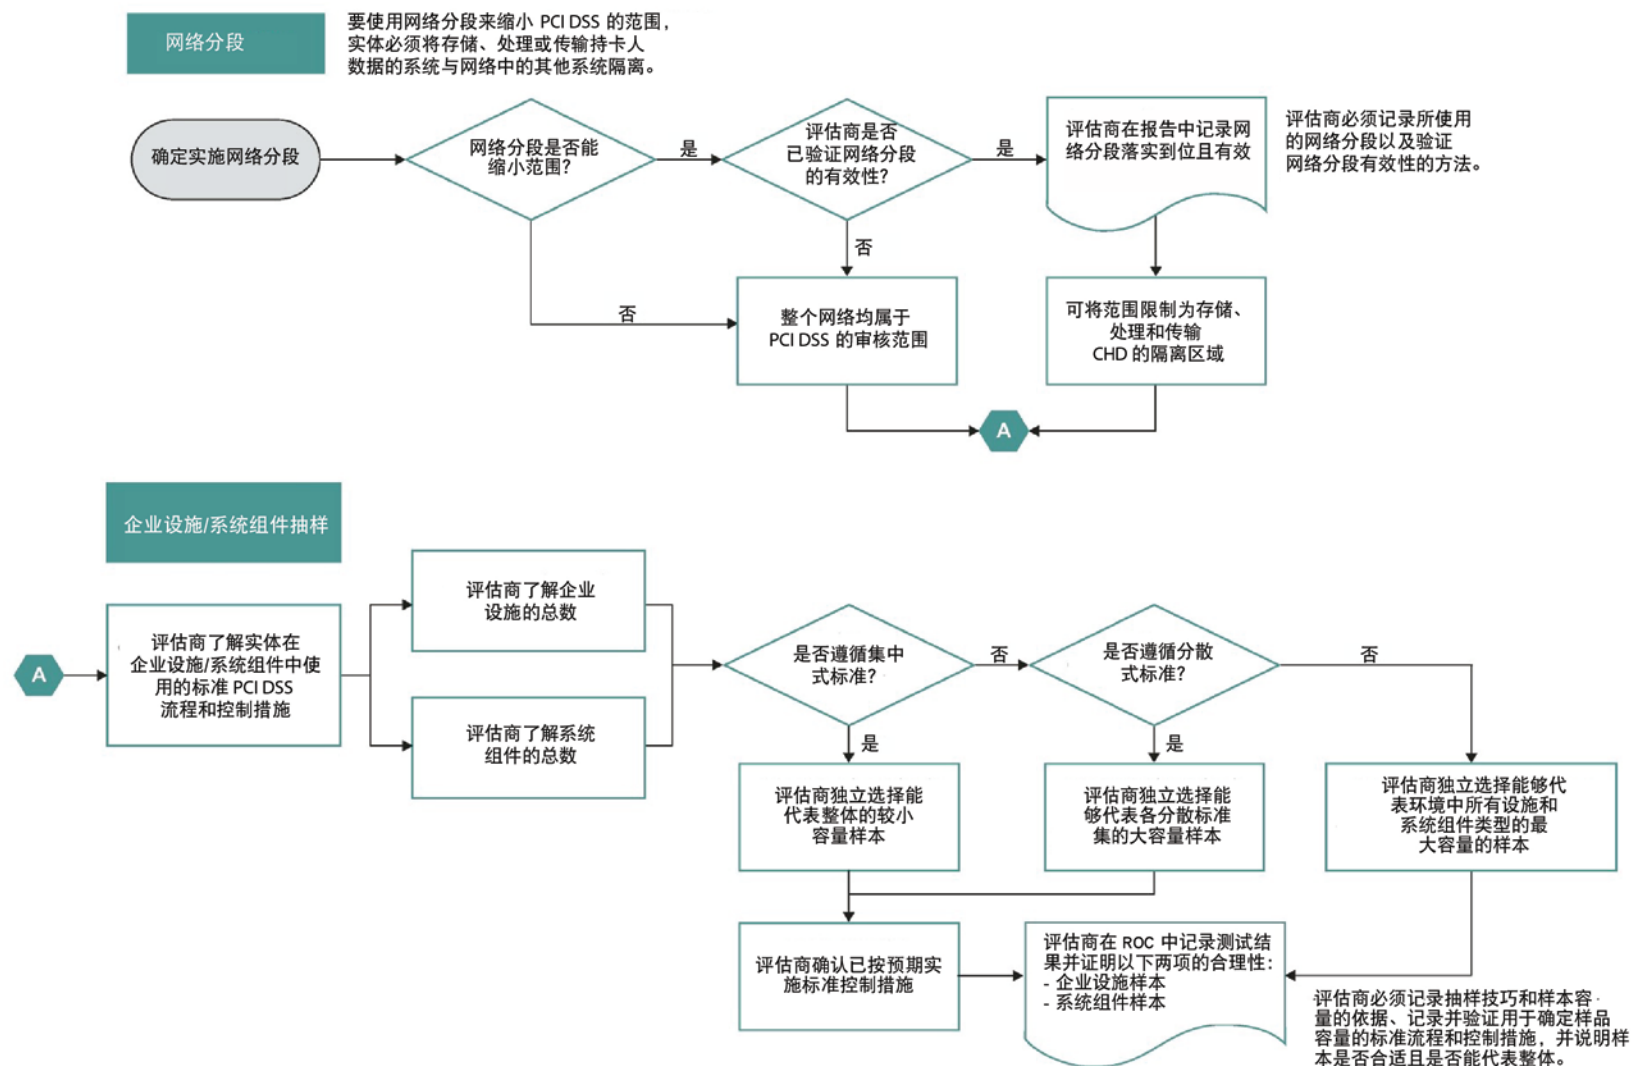 网络分段
要使用网络分段来缩小 PCI DSS 的范围，
实体必须将存储、处理或传输持卡人
数据的系统与网络中的其他系统隔离。
确定实施网络分段
网络分段是否能
缩小范围？
是
评估商是否
已验证网络分段
的有效性？
是
评估商在报告中记录网
络分段落实到位且有效
评估商必须记录所使用
的网络分段以及验证
网络分段有效性的方法。
否
否
整个网络均属于
PCI DSS 的审核范围
可将范围限制为存储、
处理和传输
CHD 的隔离区域
A
企业设施/系统组件抽样
A
评估商了解实体在
企业设施/系统组件中使
用的标准 PCI DSS
流程和控制措施
评估商了解企业
设施的总数
评估商了解系统
组件的总数
是否遵循集中
式标准？
否
是否遵循分散
式标准？
否
是
是
评估商独立选择能
代表整体的较小
容量样本
评估商独立选择能
够代表各分散标准
集的大容量样本
评估商独立选择能够代
表环境中所有设施和
系统组件类型的最
大容量的样本
评估商确认已按预期实
施标准控制措施
评估商在 ROC 中记录测试结
果并证明以下两项的合理性：
- 企业设施样本
- 系统组件样本
评估商必须记录抽样技巧和样本容
量的依据、记录并验证用于确定样品
容量的标准流程和控制措施，并说明样
本是否合适且是否能代表整体。